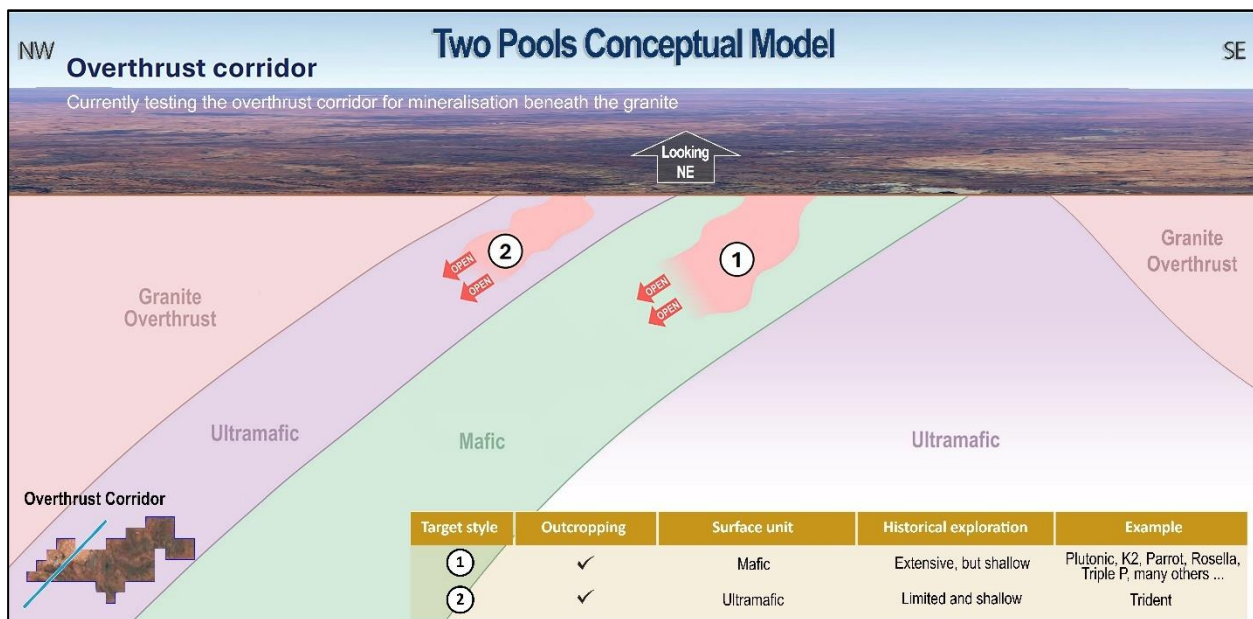 Two Pools Conceptual Model
NW
SE
Overthrust corridor
Currently testing the overthrust corridor for mineralisation beneath the granite
Looking
NE
2
1
OPEN
OPEN
OPEN
OPEN
Granite
Overthrust
Granite
Overthrust
Ultramafic
Mafic
Ultramafic
Overthrust Corridor
Target style Outcropping Surface unit Historical exploration Example
1 ✓ Mafic Extensive, but shallow Plutonic, K2, Parrot, Rosella,
Triple P, many others ...
2 ✓ Ultramafic Limited and shallow Trident